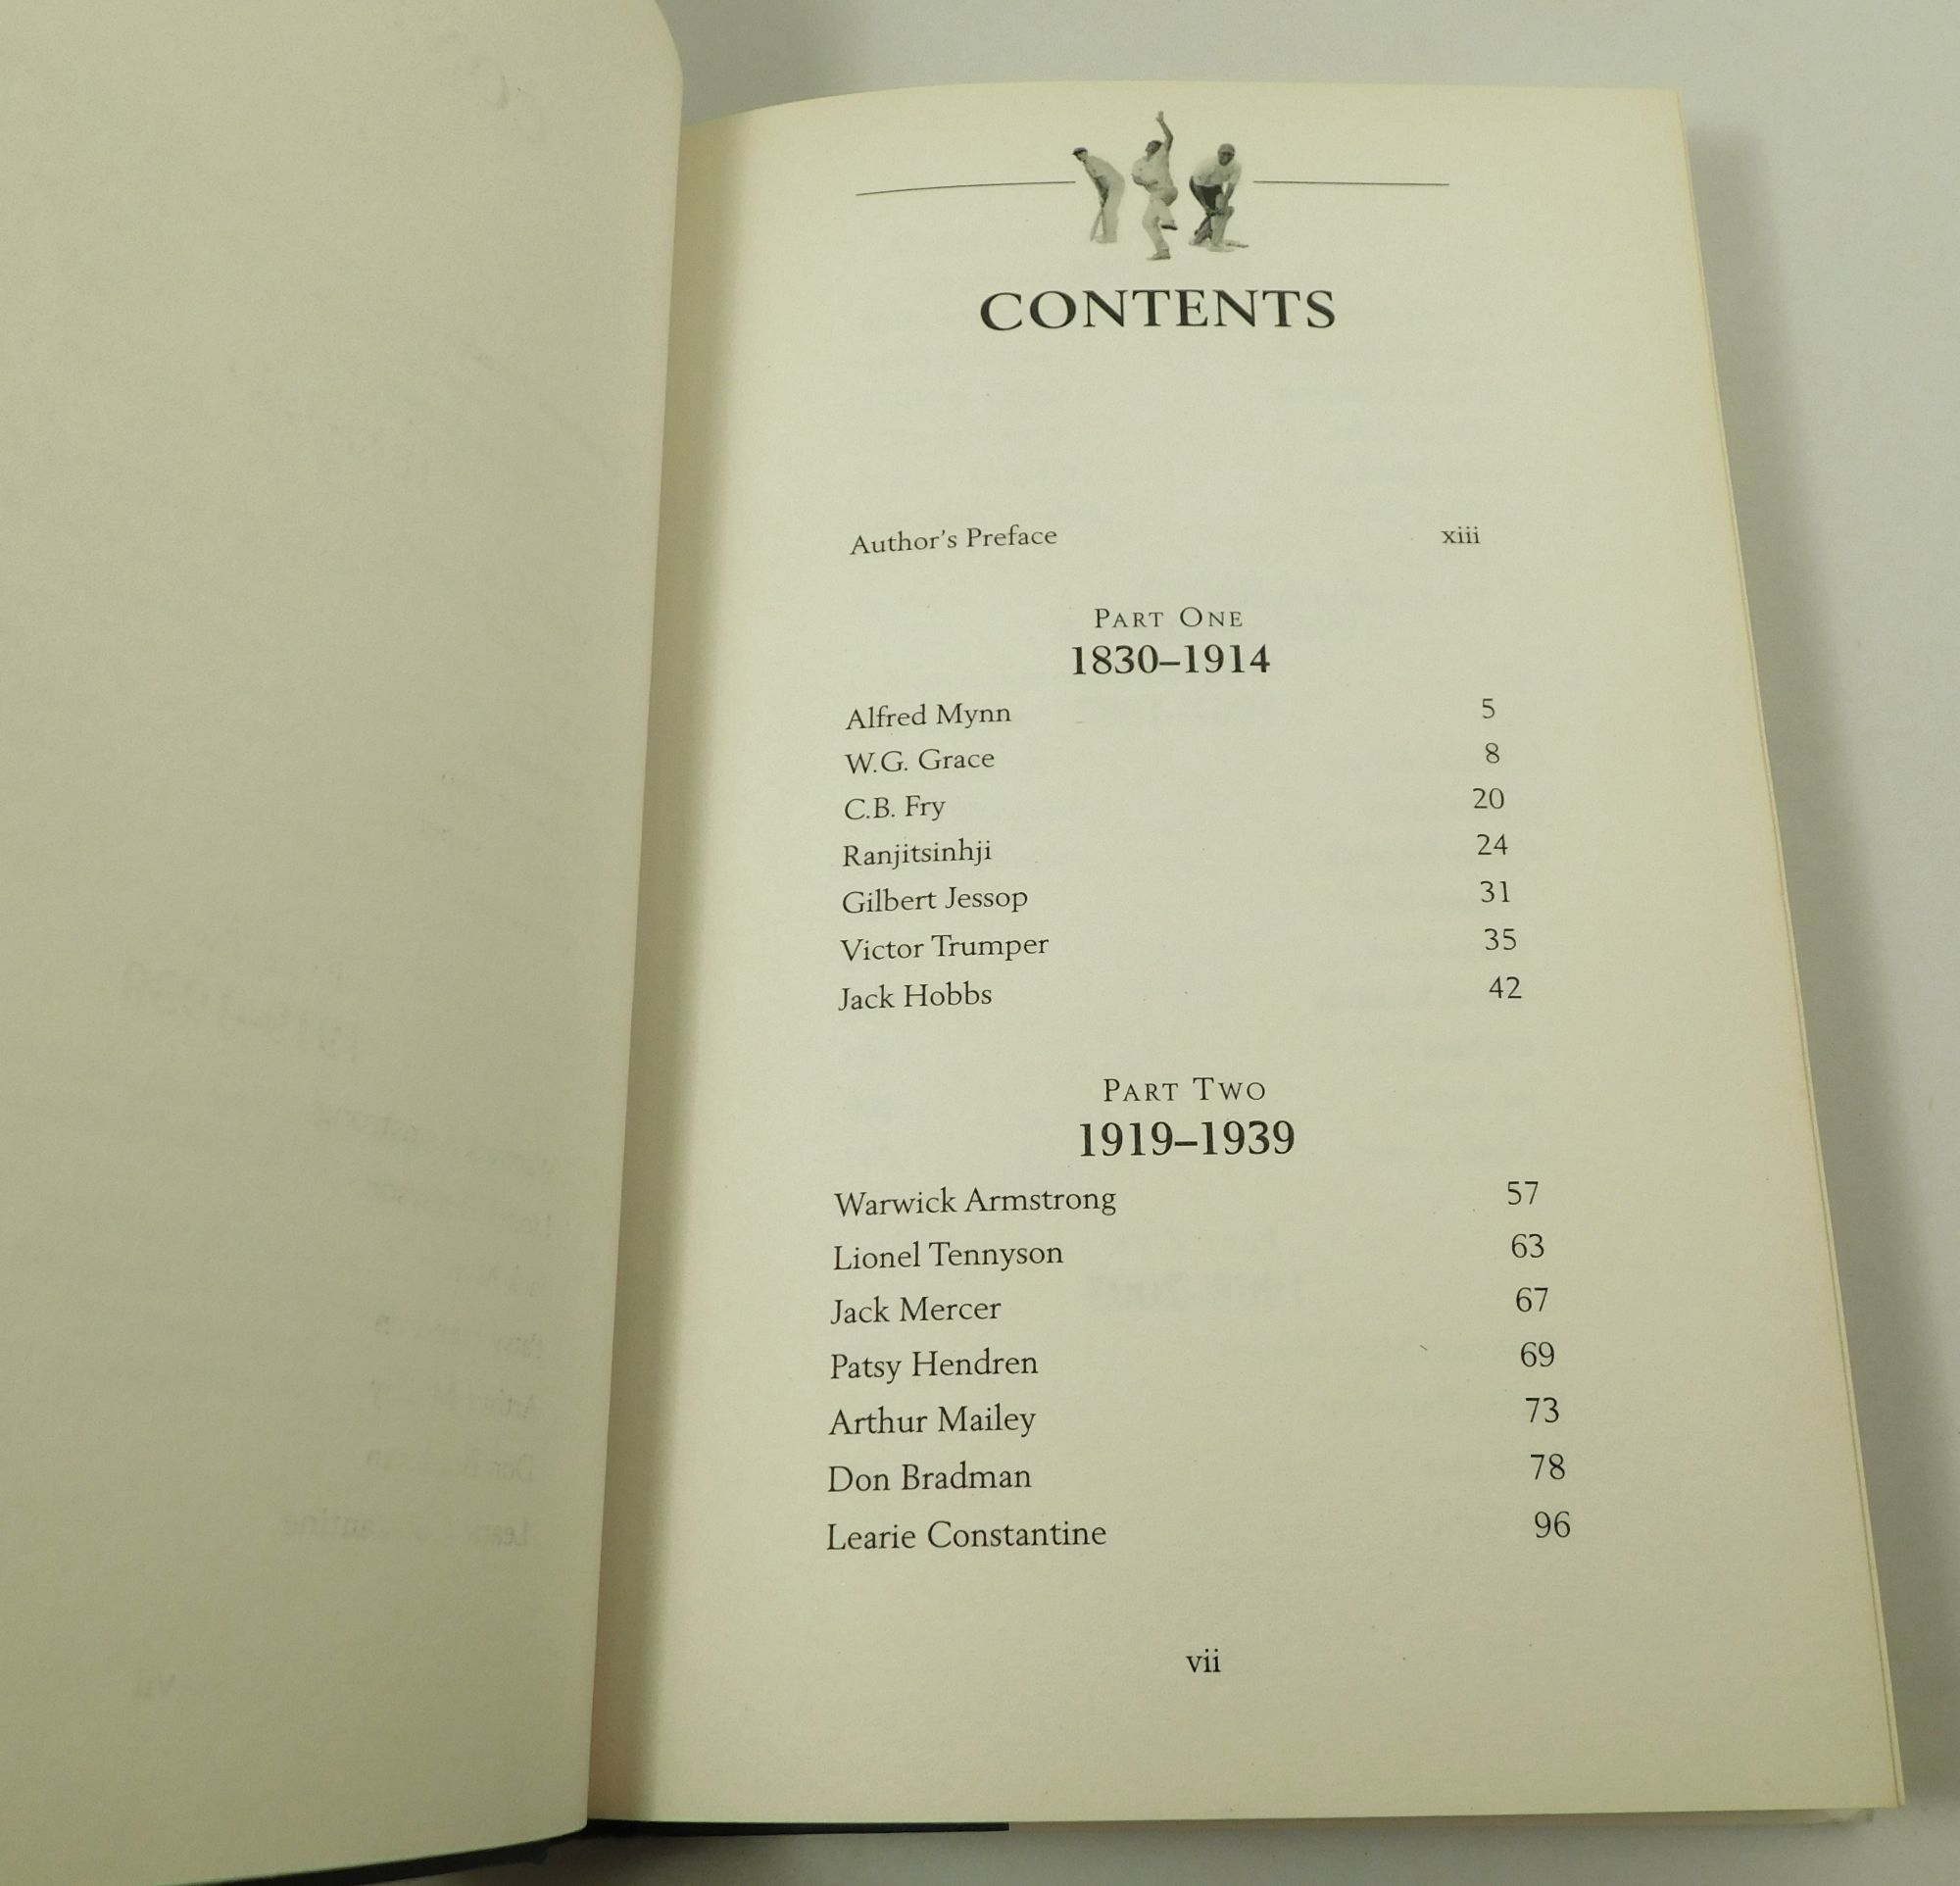 CONTENTS
Author's Preface xiii
PART ONE
1830–1914
Alfred Mynn 5
W.G. Grace 8
C.B. Fry 20
Ranjitsinhji 24
Gilbert Jessop 31
Victor Trumper 35
Jack Hobbs 42
PART TWO
1919–1939
Warwick Armstrong 57
Lionel Tennyson 63
Jack Mercer 67
Patsy Hendren 69
Arthur Mailey 73
Don Bradman 78
Learie Constantine 96
vii